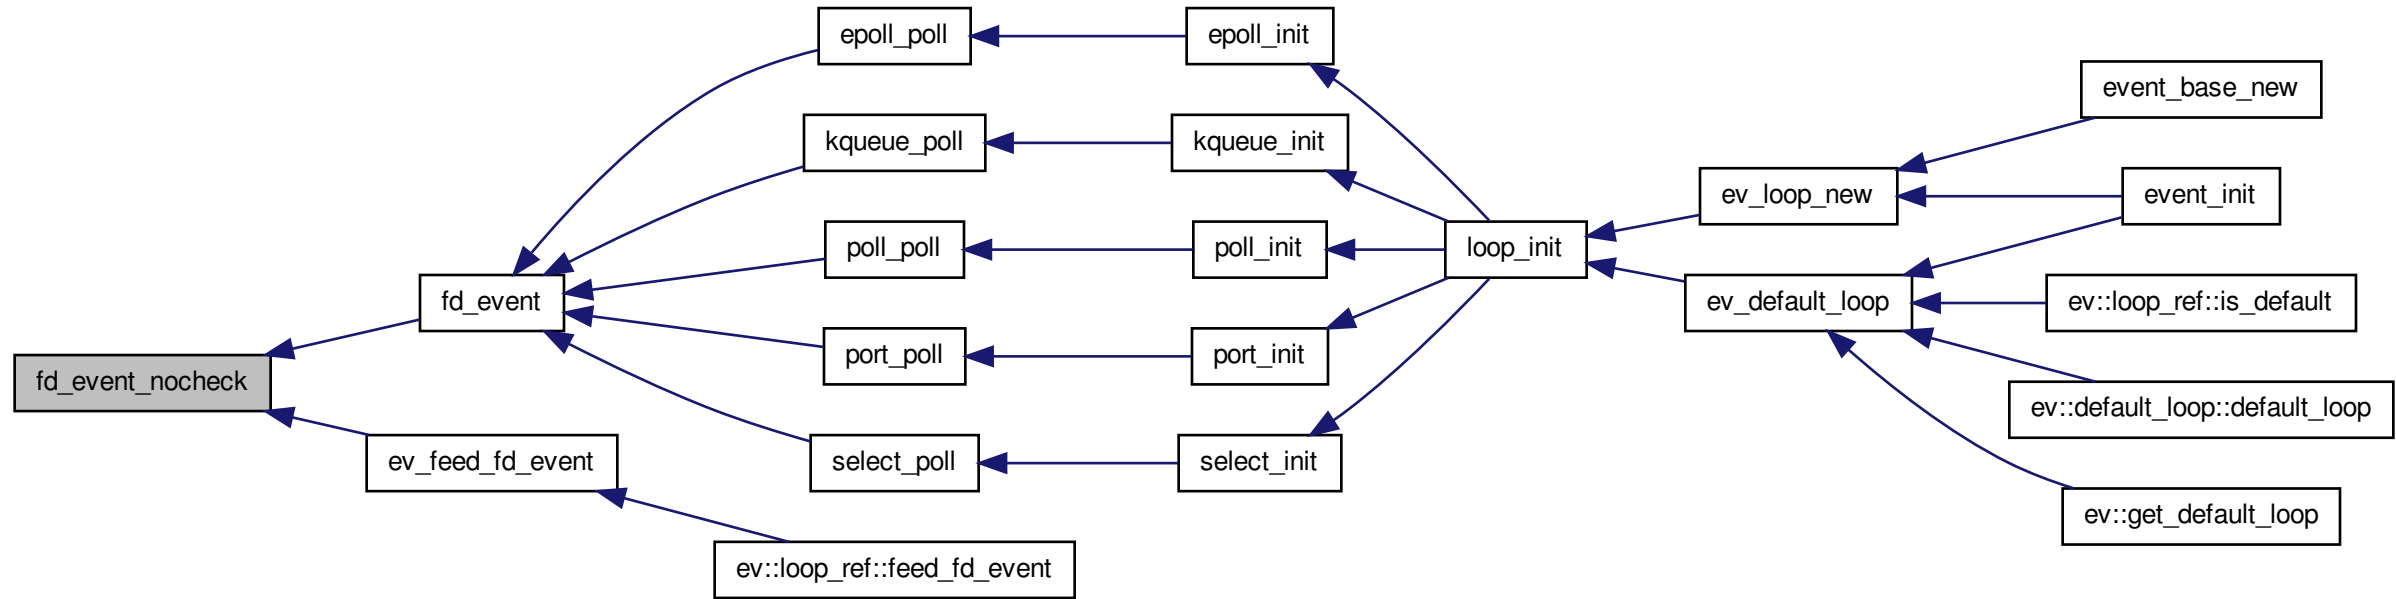 epoll_poll
epoll_init
event_base_new
kqueue_poll
kqueue_init
ev_loop_new
event_init
poll_poll
poll_init
loop_init
fd_event
ev_default_loop
ev::loop_ref::is_default
port_poll
port_init
fd_event_nocheck
ev::default_loop::default_loop
ev_feed_fd_event
select_poll
select_init
ev::get_default_loop
ev::loop_ref::feed_fd_event